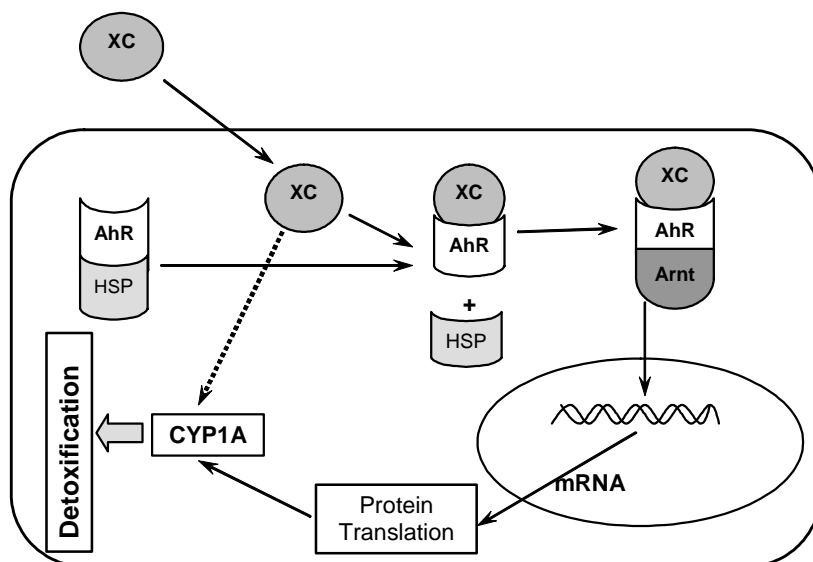 XC
XC
XC
XC
AhR
HSP
AhR
AhR
Arnt
+
HSP
Detoxification
CYP1A
mRNA
Protein
Translation